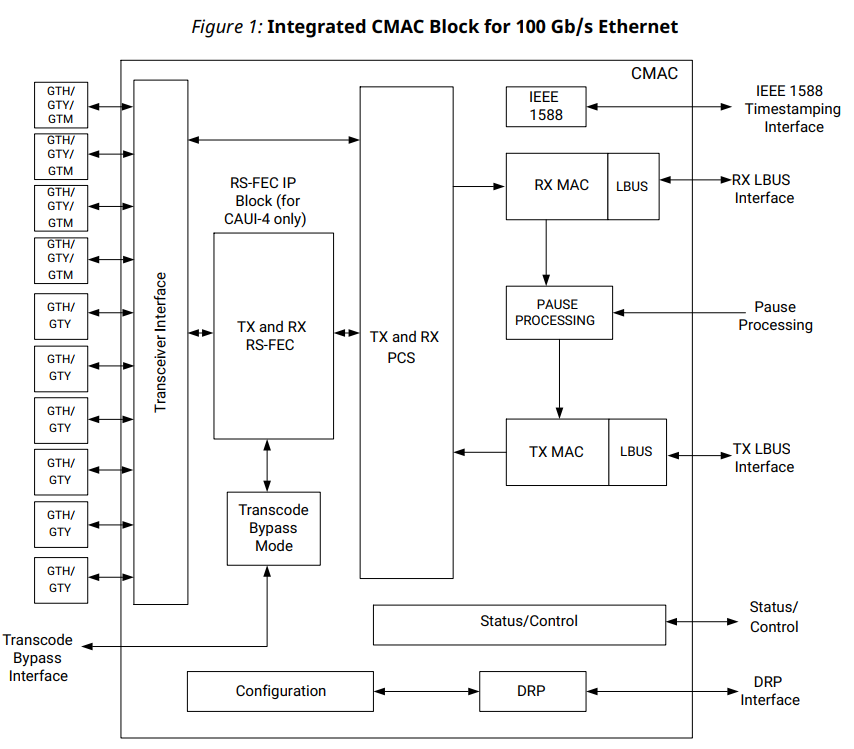 Figure 1: Integrated CMAC Block for 100 Gb/s Ethernet
CMAC
GTH/
GTY/
GTM
GTH/
GTY/
GTM
GTH/
GTY/
GTM
GTH/
GTY/
GTM
GTH/
GTY
GTH/
GTY
GTH/
GTY
GTH/
GTY
GTH/
GTY
GTH/
GTY
Transceiver Interface
RS-FEC IP
Block (for
CAUI-4 only)
TX and RX
RS-FEC
Transcode
Bypass
Mode
Transcode
Bypass
Interface
TX and RX
PCS
IEEE
1588
IEEE 1588
Timestamping
Interface
RX MAC
LBUS
RX LBUS
Interface
PAUSE
PROCESSING
Pause
Processing
TX MAC
LBUS
TX LBUS
Interface
Status/Control
Status/
Control
Configuration
DRP
DRP
Interface